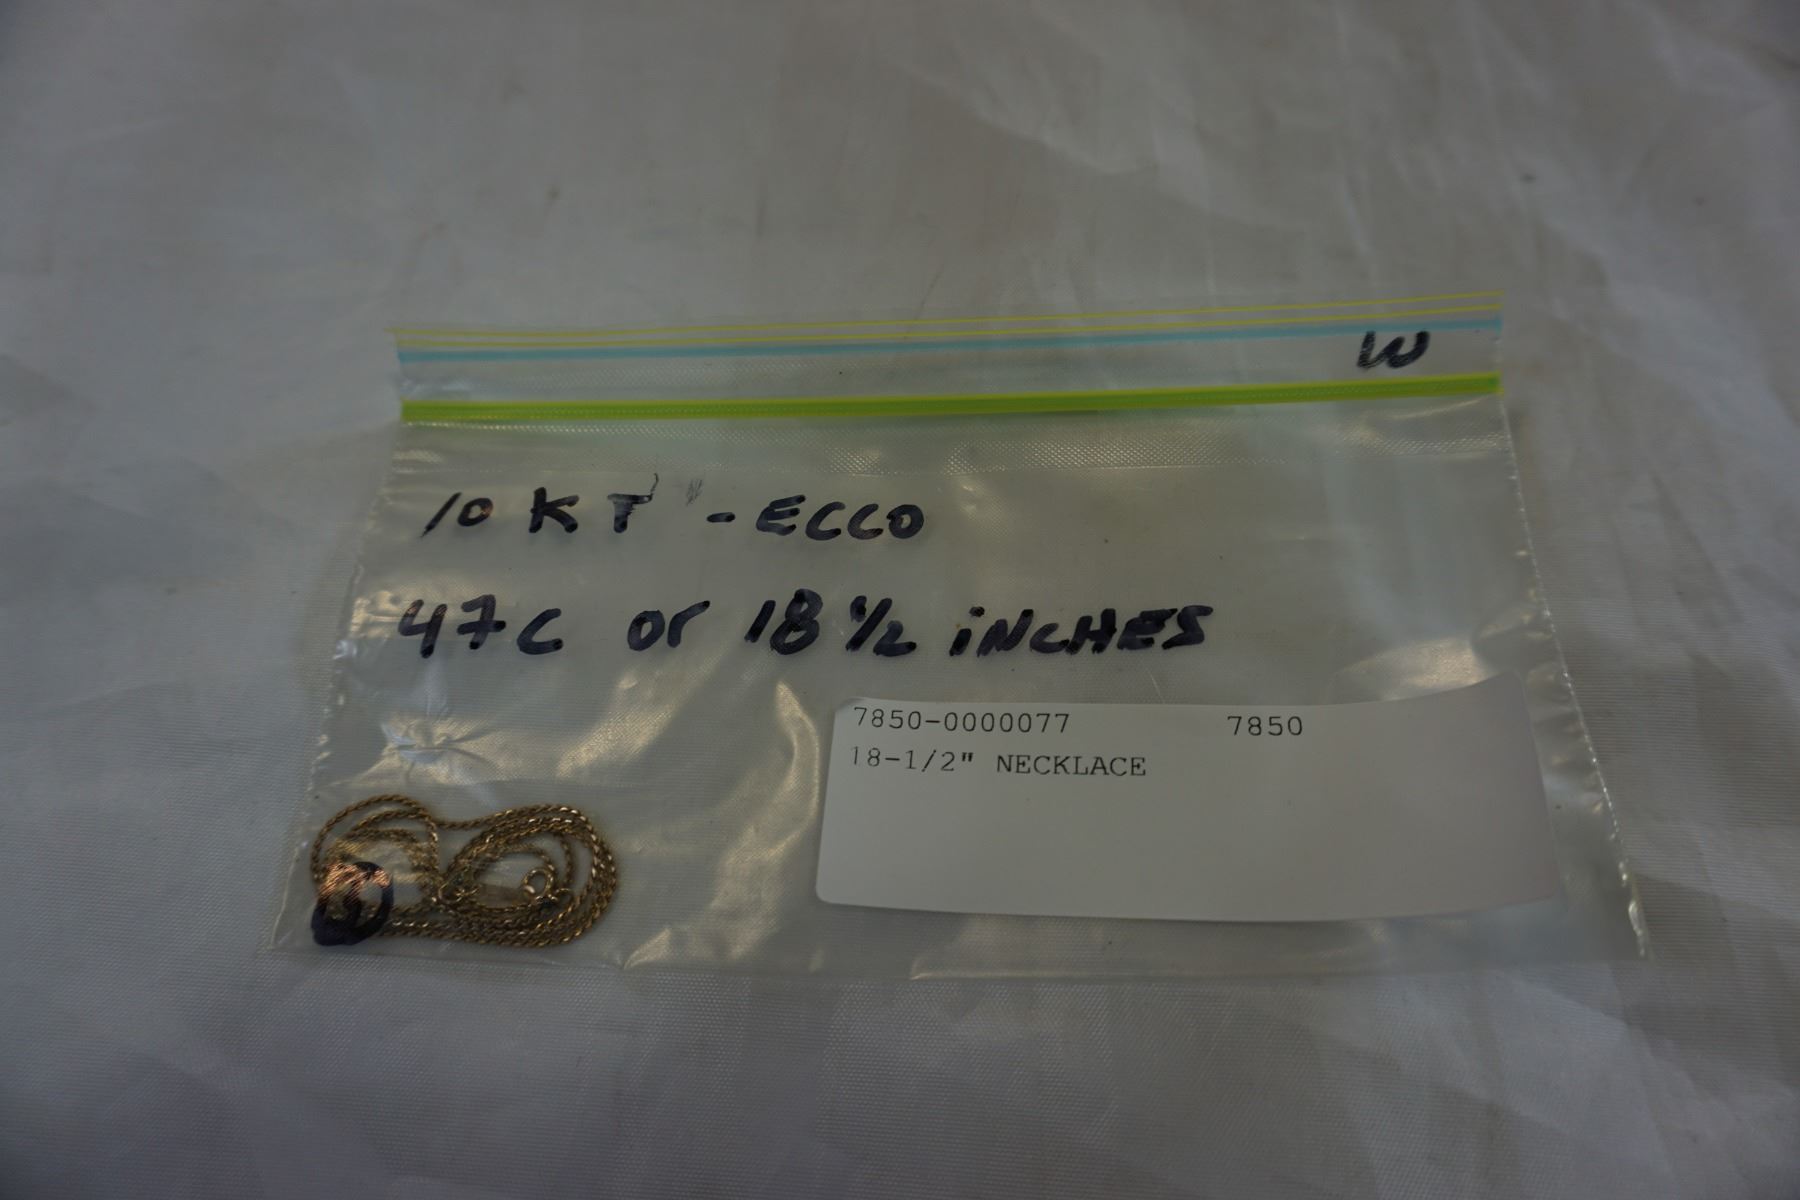 W
10 KT - ECCO
47C or 18 1/2 iNCHES
7850-0000077 7850
18-1/2" NECKLACE